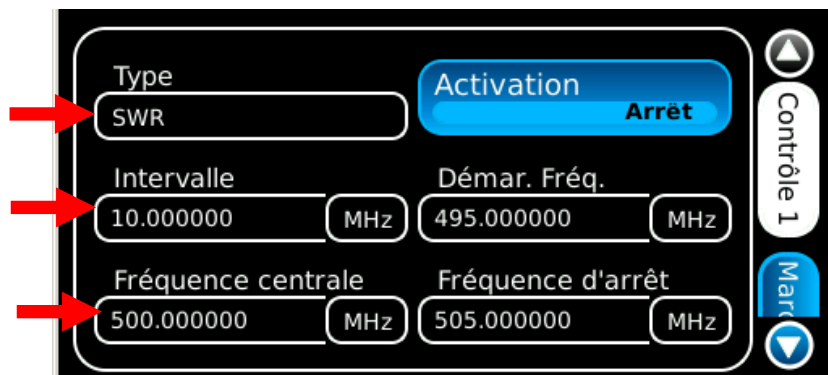 Type
SWR
Activation
Arrët
Intervalle
10.000000 MHz
Démar. Fréq.
495.000000 MHz
Fréquence centrale
500.000000 MHz
Fréquence d'arrêt
505.000000 MHz
Contrôle 1